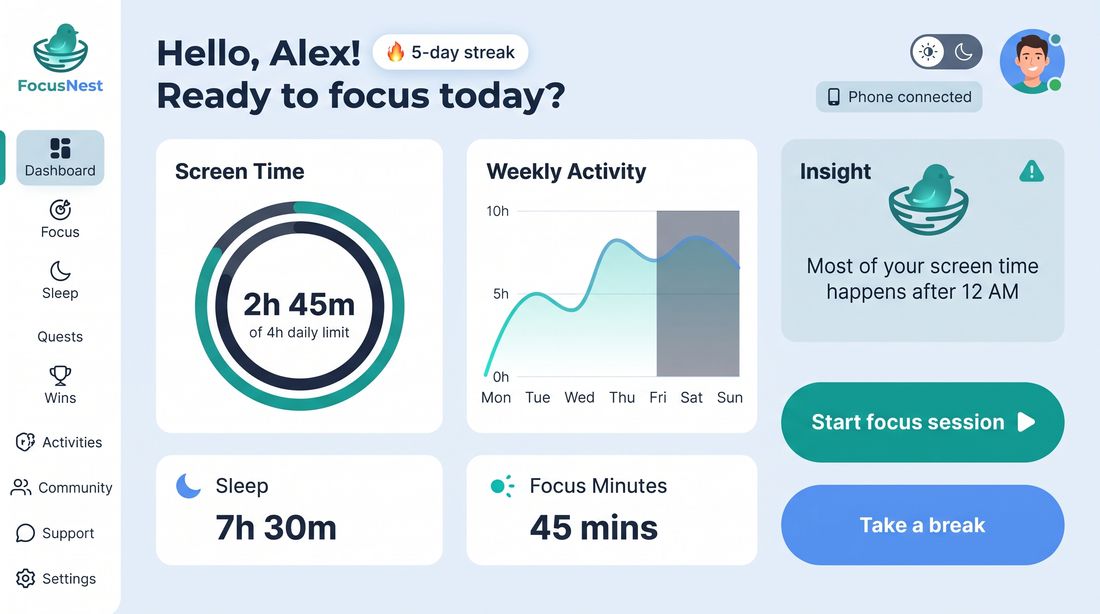 FocusNest
Dashboard
Focus
Sleep
Quests
Wins
Activities
Community
Support
Settings
Hello, Alex!
5-day streak
Ready to focus today?
Phone connected
Screen Time
2h 45m
of 4h daily limit
Weekly Activity
10h
5h
0h
Mon Tue Wed Thu Fri Sat Sun
Insight
Most of your screen time
happens after 12 AM
Sleep
7h 30m
Focus Minutes
45 mins
Start focus session
Take a break